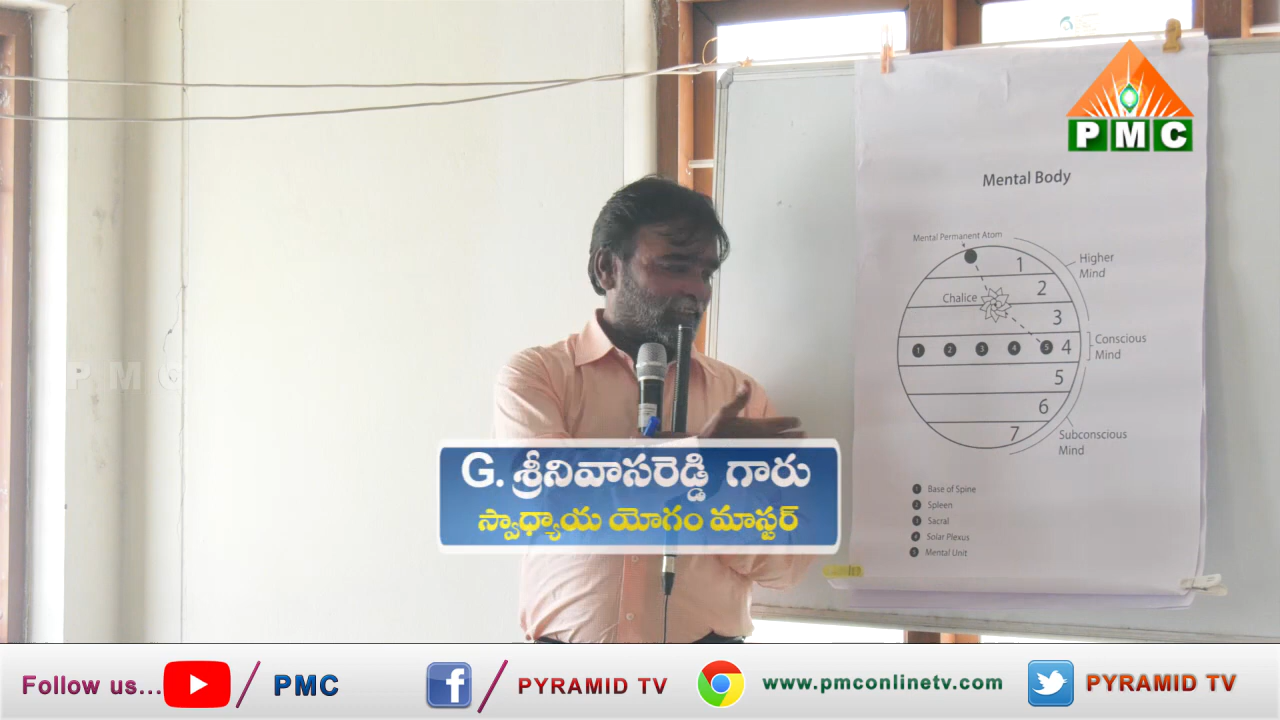 PMC
Mental Body
Mental Permanent Atom
1
Higher
Mind
2
Chalice
3
1 2 3 4 5 4
Conscious
Mind
5
6
7
Subconscious
Mind
1 Base of Spine
2 Spleen
3 Sacral
4 Solar Plexus
5 Mental Unit
PMC
G. శ్రీనివాసరెడ్డి గారు
స్వాధ్యాయ యోగం మాస్టర్
Follow us... PMC PYRAMID TV www.pmconlinetv.com PYRAMID TV